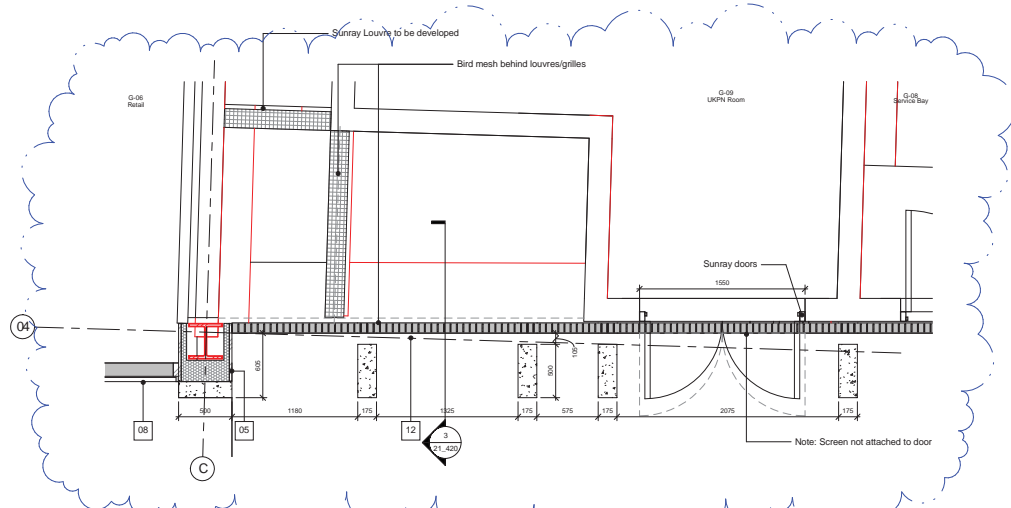 Sunray Louvre to be developed
Bird mesh behind louvres/grilles
G-06
Retail
G-09
UKPN Room
G-08
Service Bay
Sunray doors
1550
04
605
105
500
500
1180
175
1325
175
575
175
2075
175
08
05
12
3
21_420
C
Note: Screen not attached to door